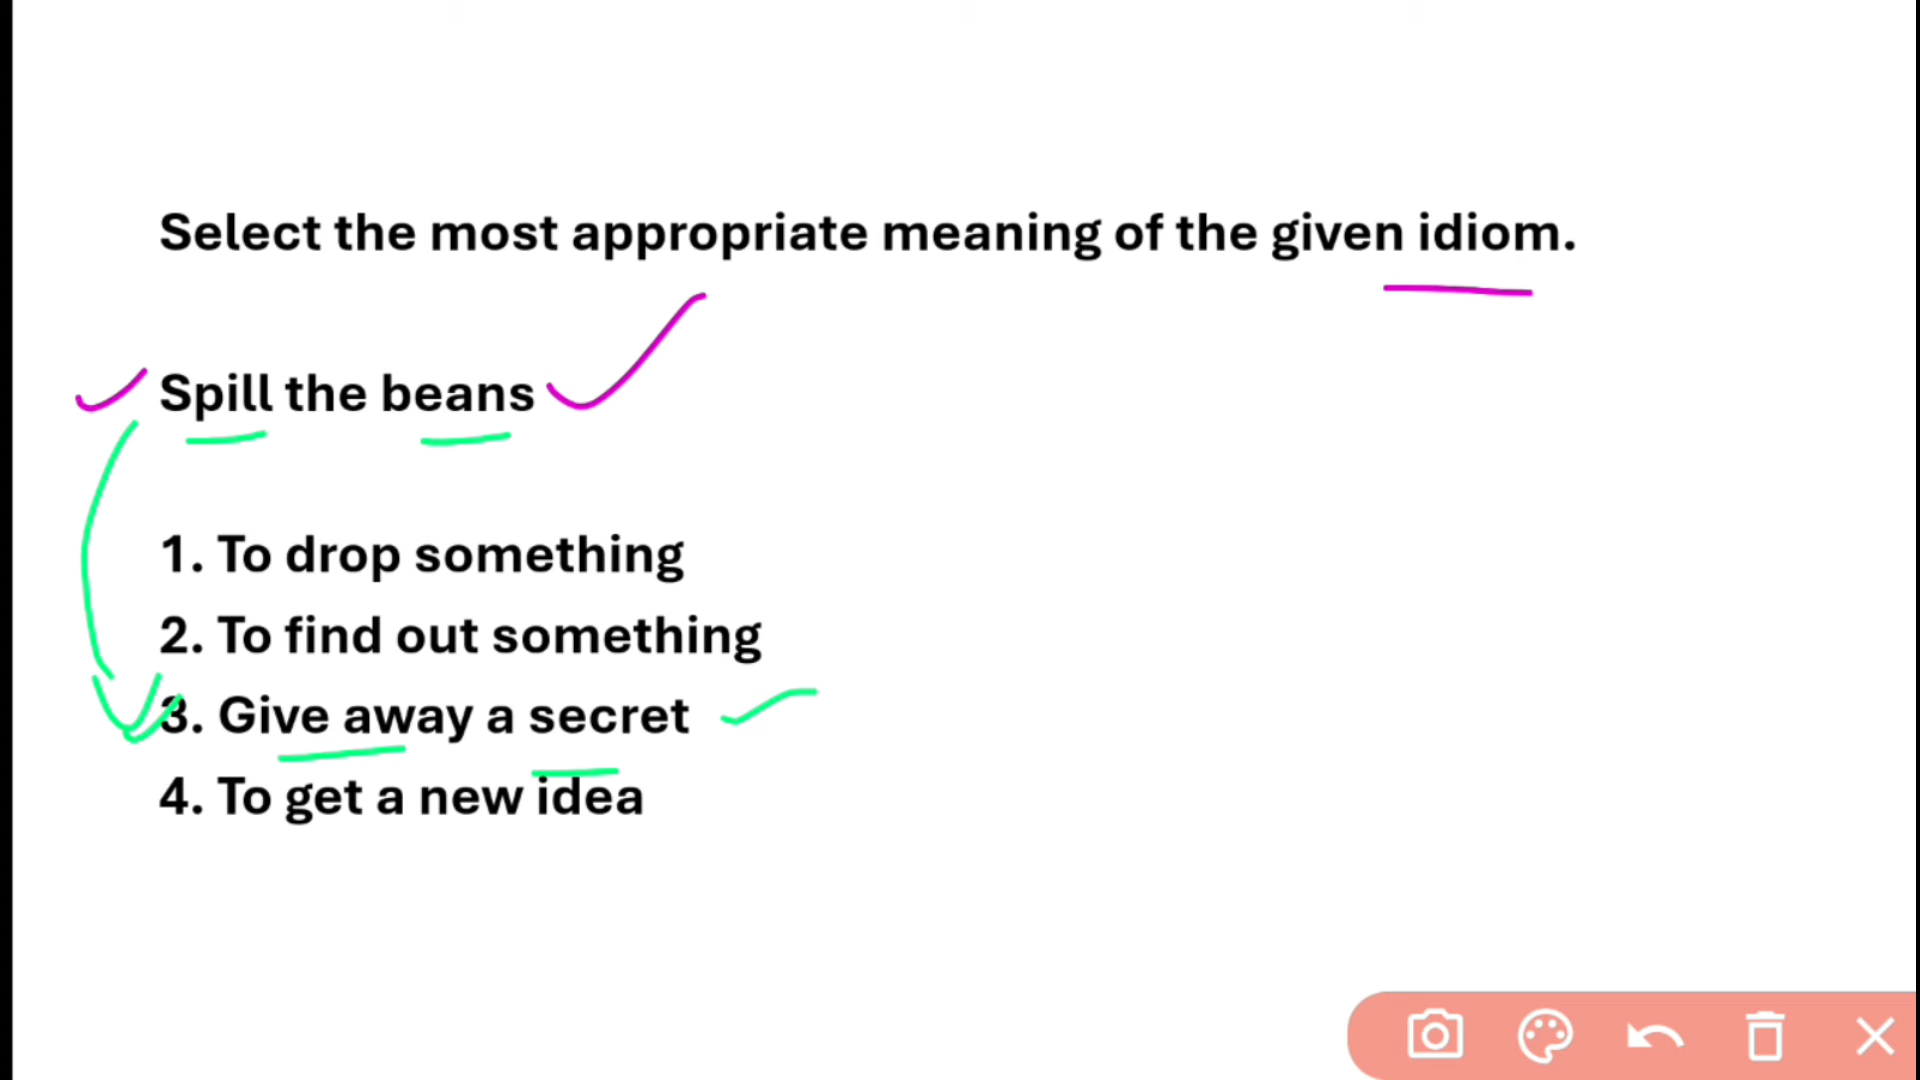 Select the most appropriate meaning of the given idiom.
Spill the beans
1. To drop something
2. To find out something
3. Give away a secret
4. To get a new idea